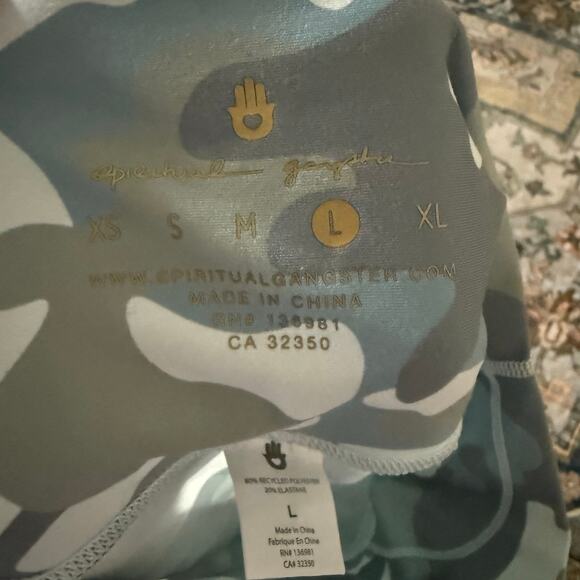 spiritual gangster
XS S M L XL
WWW.SPIRITUALGANGSTER.COM
MADE IN CHINA
RN# 136981
CA 32350
80% RECYCLED POLYESTER
20% ELASTANE
L
Made in China
Fabriqué En Chine
RN# 136981
CA# 32350